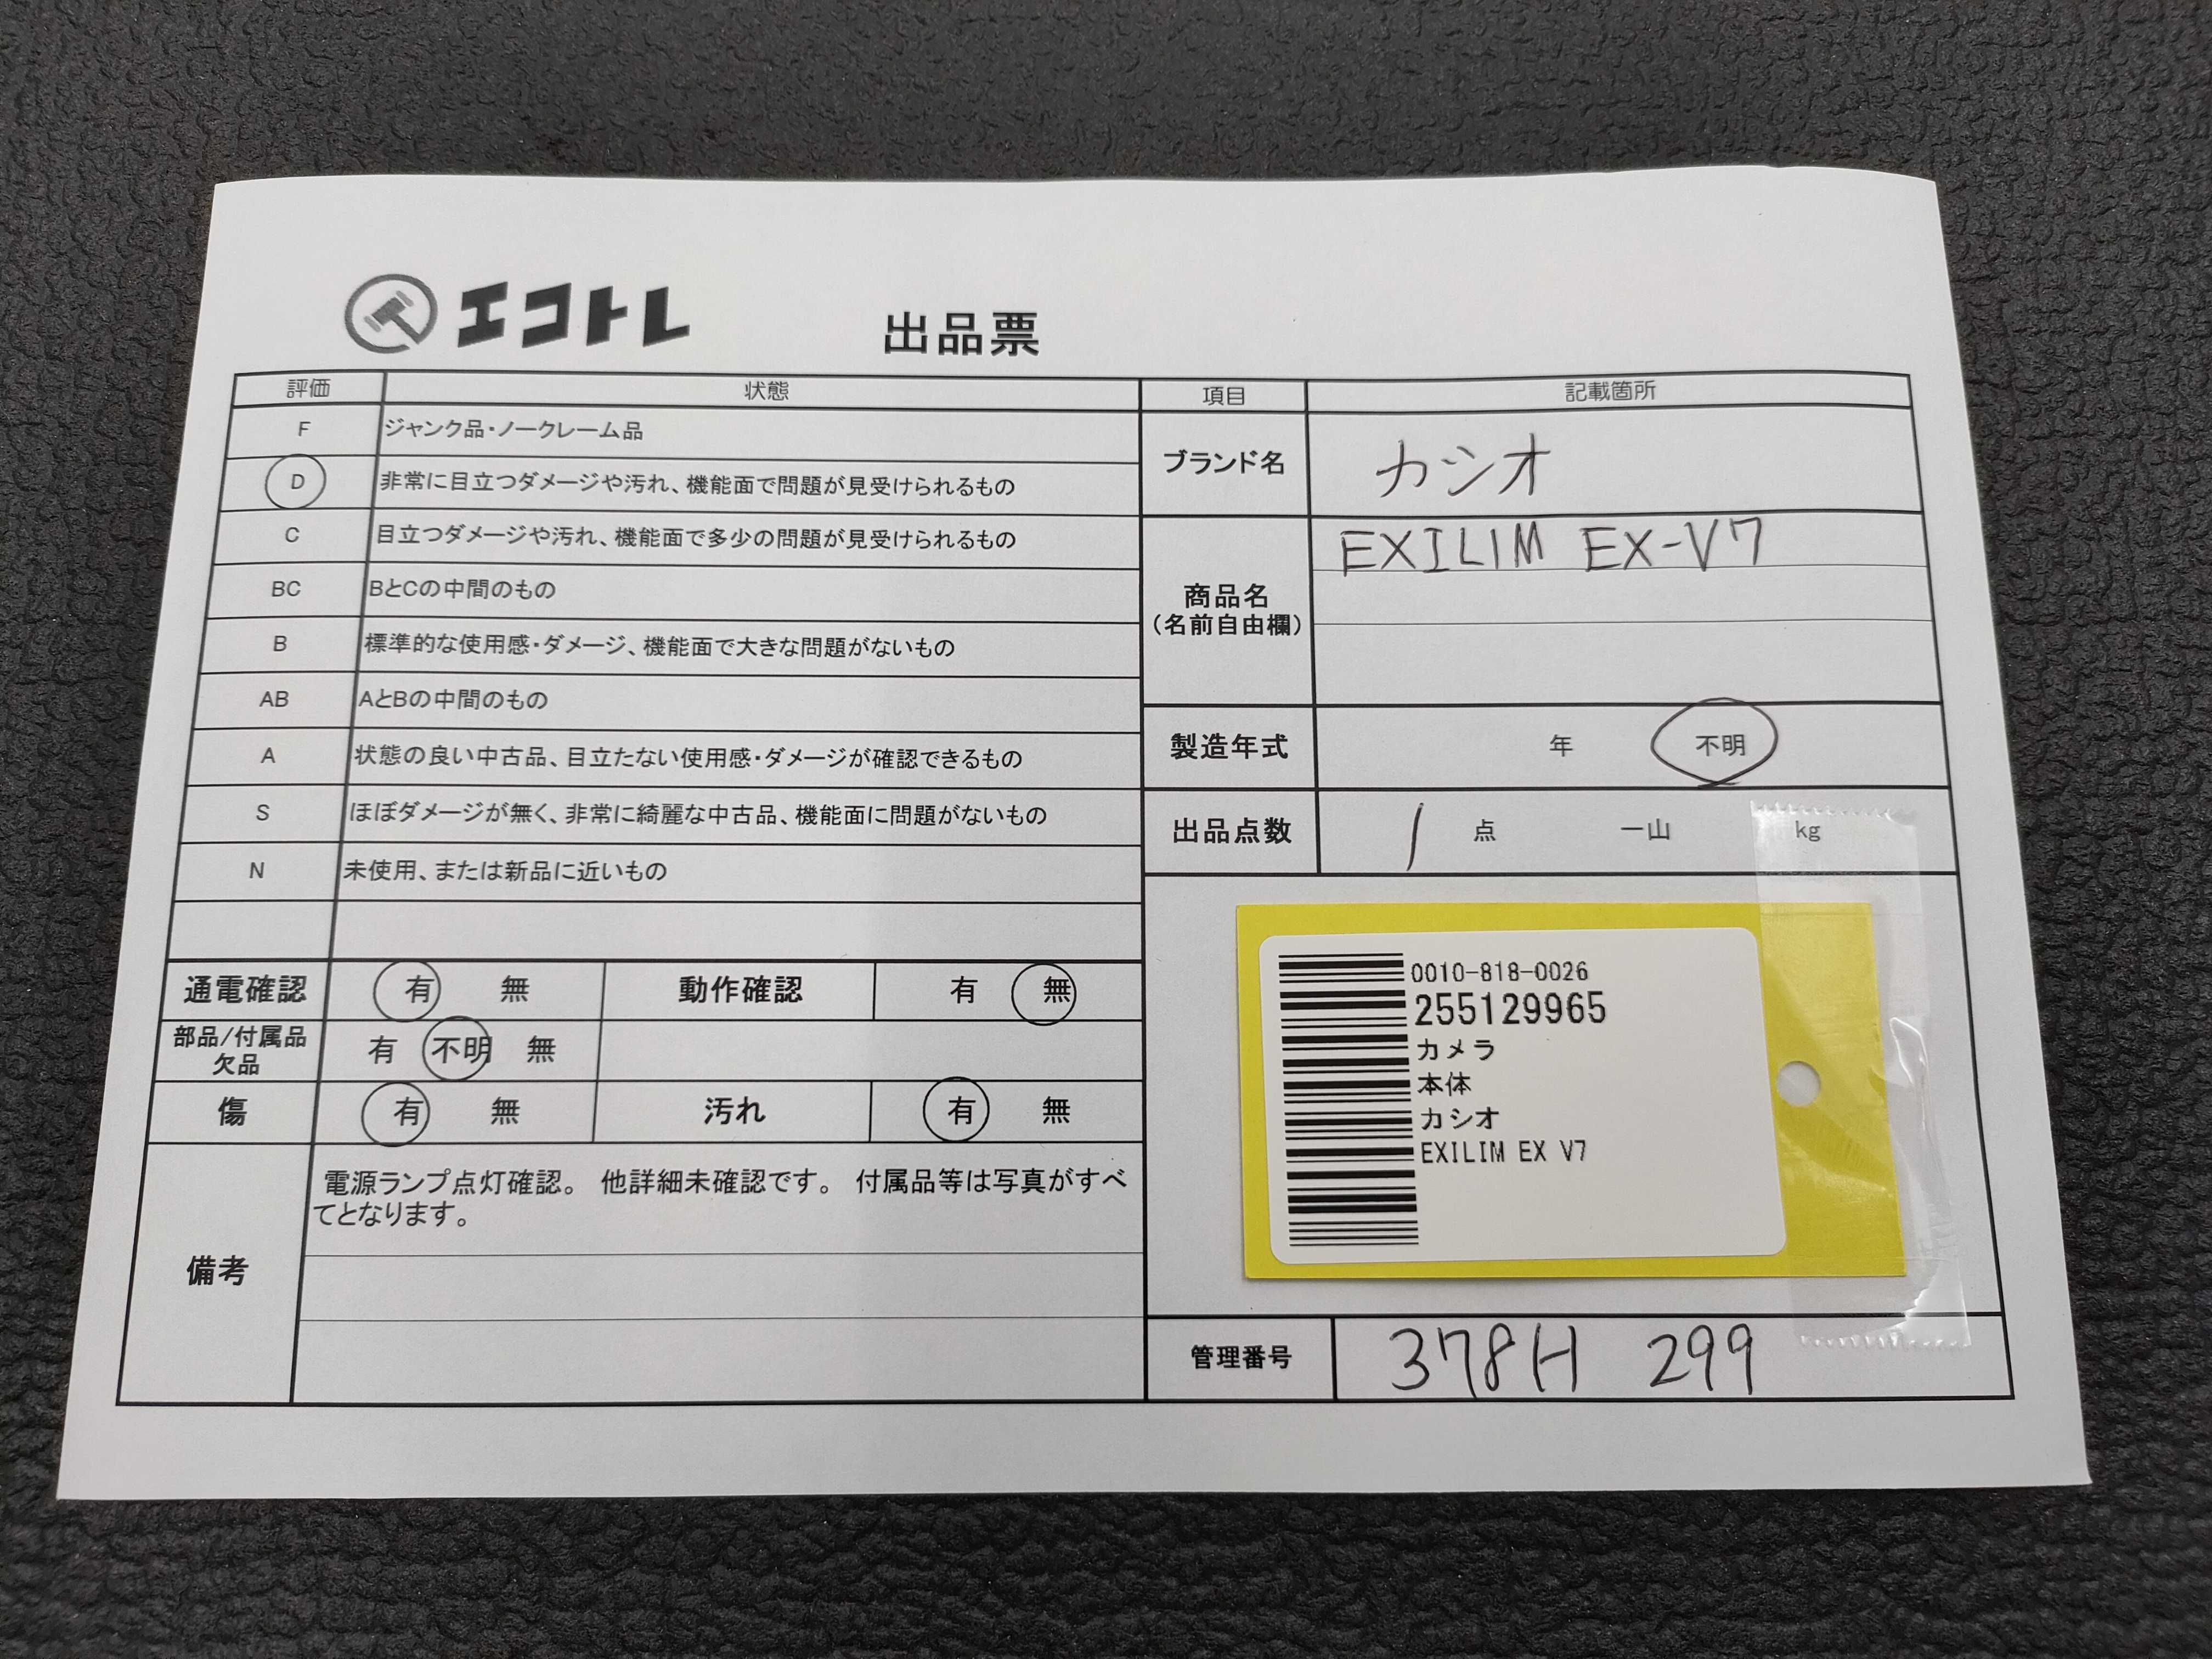 エコトレ
出品票
評価 状態
F ジャンク品・ノークレーム品
D 非常に目立つダメージや汚れ、機能面で問題が見受けられるもの
C 目立つダメージや汚れ、機能面で多少の問題が見受けられるもの
BC BとCの中間のもの
B 標準的な使用感・ダメージ、機能面で大きな問題がないもの
AB AとBの中間のもの
A 状態の良い中古品、目立たない使用感・ダメージが確認できるもの
S ほぼダメージが無く、非常に綺麗な中古品、機能面に問題がないもの
N 未使用、または新品に近いもの
通電確認 有 無 動作確認 有 無
部品/付属品
欠品
有 不明 無
傷 有 無 汚れ 有 無
備考
電源ランプ点灯確認。 他詳細未確認です。 付属品等は写真がすべ
てとなります。
項目 記載箇所
ブランド名 カシオ
商品名
(名前自由欄)
EXILIM EX-V7
製造年式 年 不明
出品点数 1 点 一山 kg
0010-818-0026
255129965
カメラ
本体
カシオ
EXILIM EX V7
管理番号 378H 299